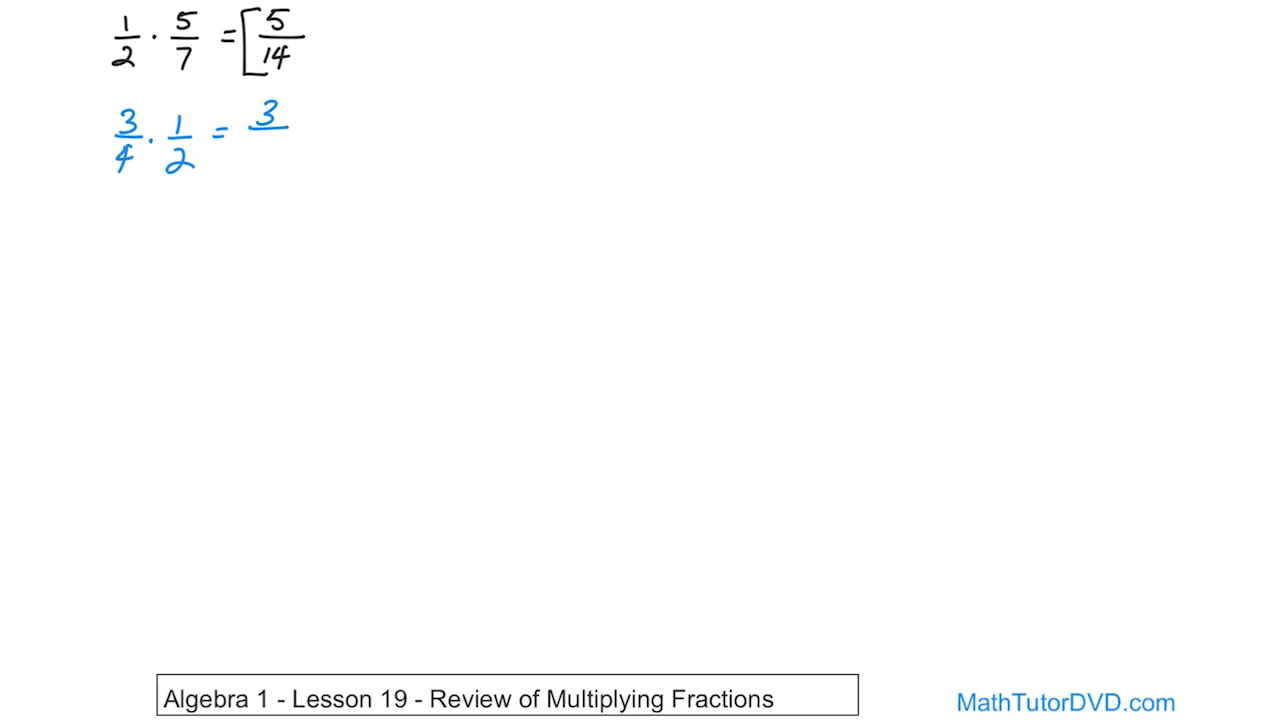 1/2 · 5/7 = [5/14
3/4 · 1/2 = 3/
Algebra 1 - Lesson 19 - Review of Multiplying Fractions
MathTutorDVD.com